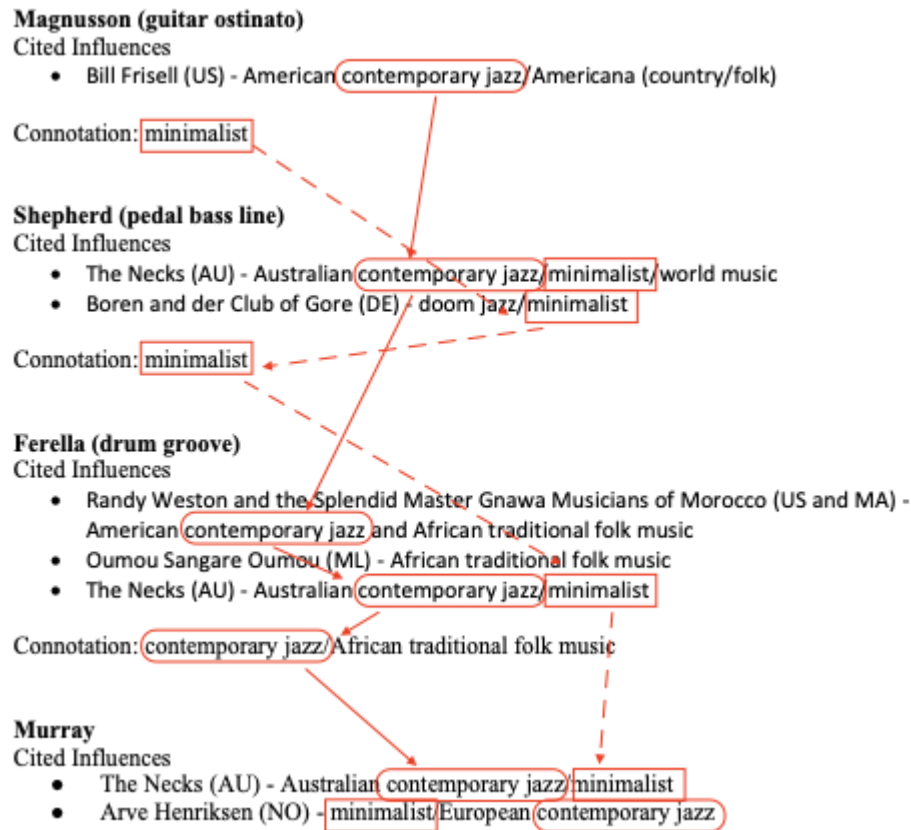 Magnusson (guitar ostinato)
Cited Influences
• Bill Frisell (US) - American contemporary jazz/Americana (country/folk)
Connotation: minimalist
Shepherd (pedal bass line)
Cited Influences
• The Necks (AU) - Australian contemporary jazz/minimalist/world music
• Boren and der Club of Gore (DE) - doom jazz/minimalist
Connotation: minimalist
Ferella (drum groove)
Cited Influences
• Randy Weston and the Splendid Master Gnawa Musicians of Morocco (US and MA) -
American contemporary jazz and African traditional folk music
• Oumou Sangare Oumou (ML) - African traditional folk music
• The Necks (AU) - Australian contemporary jazz/minimalist
Connotation: contemporary jazz/African traditional folk music
Murray
Cited Influences
• The Necks (AU) - Australian contemporary jazz/minimalist
• Arve Henriksen (NO) - minimalist/European contemporary jazz